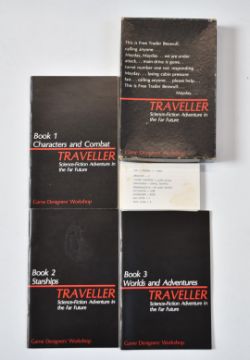 This is Free Trader Beowulf,
calling anyone...
Mayday, Mayday... we are under
attack... main drive is gone...
turret number one not responding...
Mayday... losing cabin pressure
fast... calling anyone... please help...
This is Free Trader Beowulf...
Mayday...
TRAVELLER
Science-Fiction Adventure in
the Far Future
Game Designers' Workshop
Book 1
Characters and Combat
TRAVELLER
Science-Fiction Adventure in
the Far Future
Game Designers' Workshop
Book 2
Starships
TRAVELLER
Science-Fiction Adventure in
the Far Future
Game Designers' Workshop
Book 3
Worlds and Adventures
TRAVELLER
Science-Fiction Adventure in
the Far Future
Game Designers' Workshop